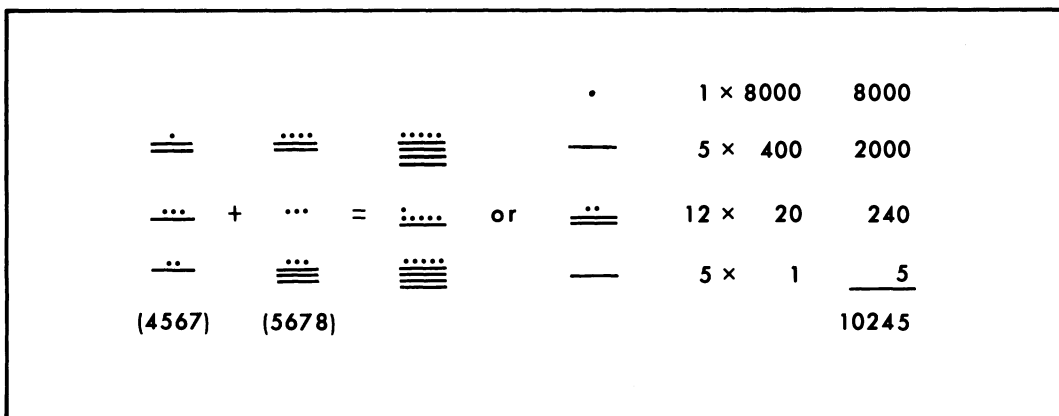 1 × 8000 8000
5 × 400 2000
+ = or 12 × 20 240
5 × 1 5
(4567) (5678) 10245